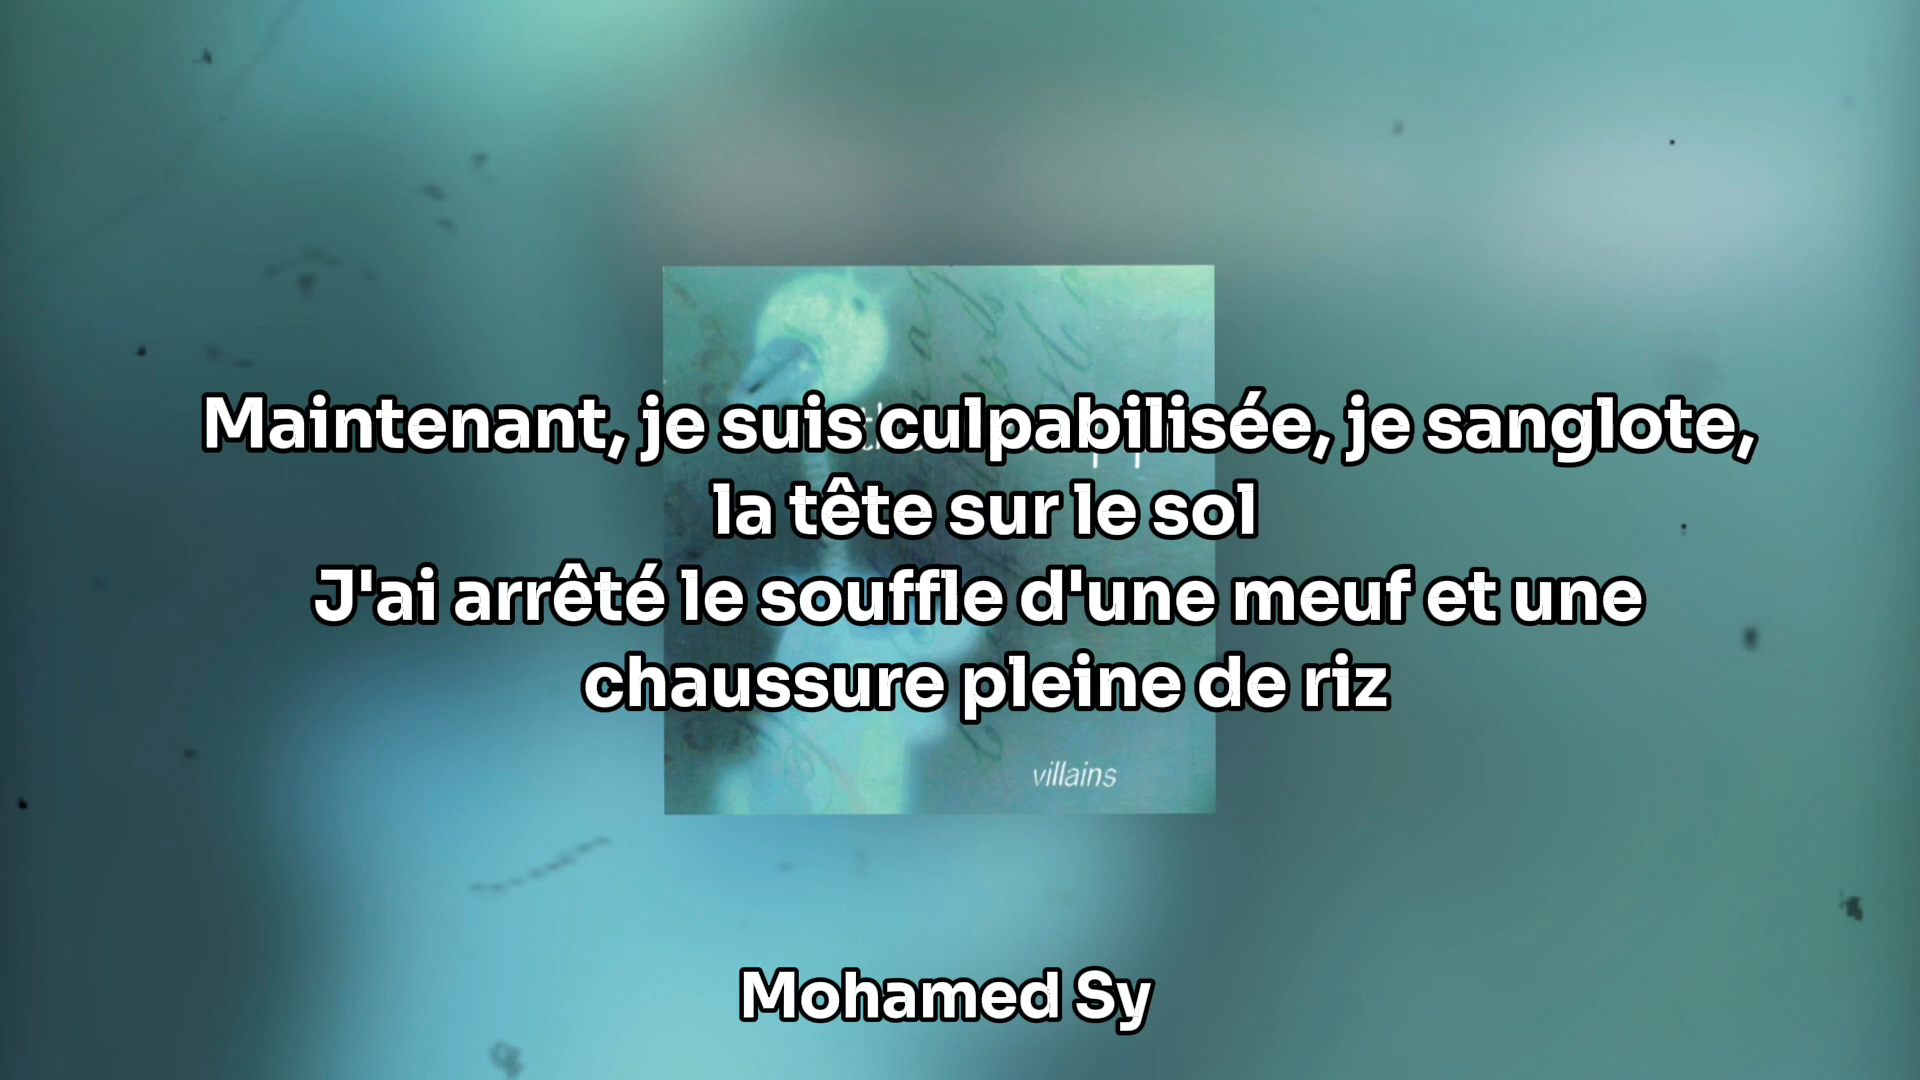 Maintenant, je suis culpabilisée, je sanglote,
la tête sur le sol
J'ai arrêté le souffle d'une meuf et une
chaussure pleine de riz
villains
Mohamed Sy